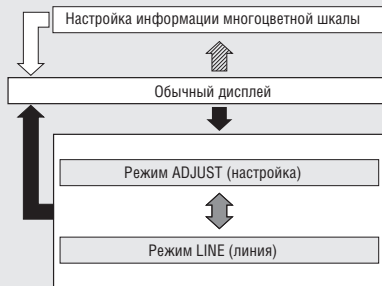 Настройка информации многоцветной шкалы
Обычный дисплей
Режим ADJUST (настройка)
Режим LINE (линия)